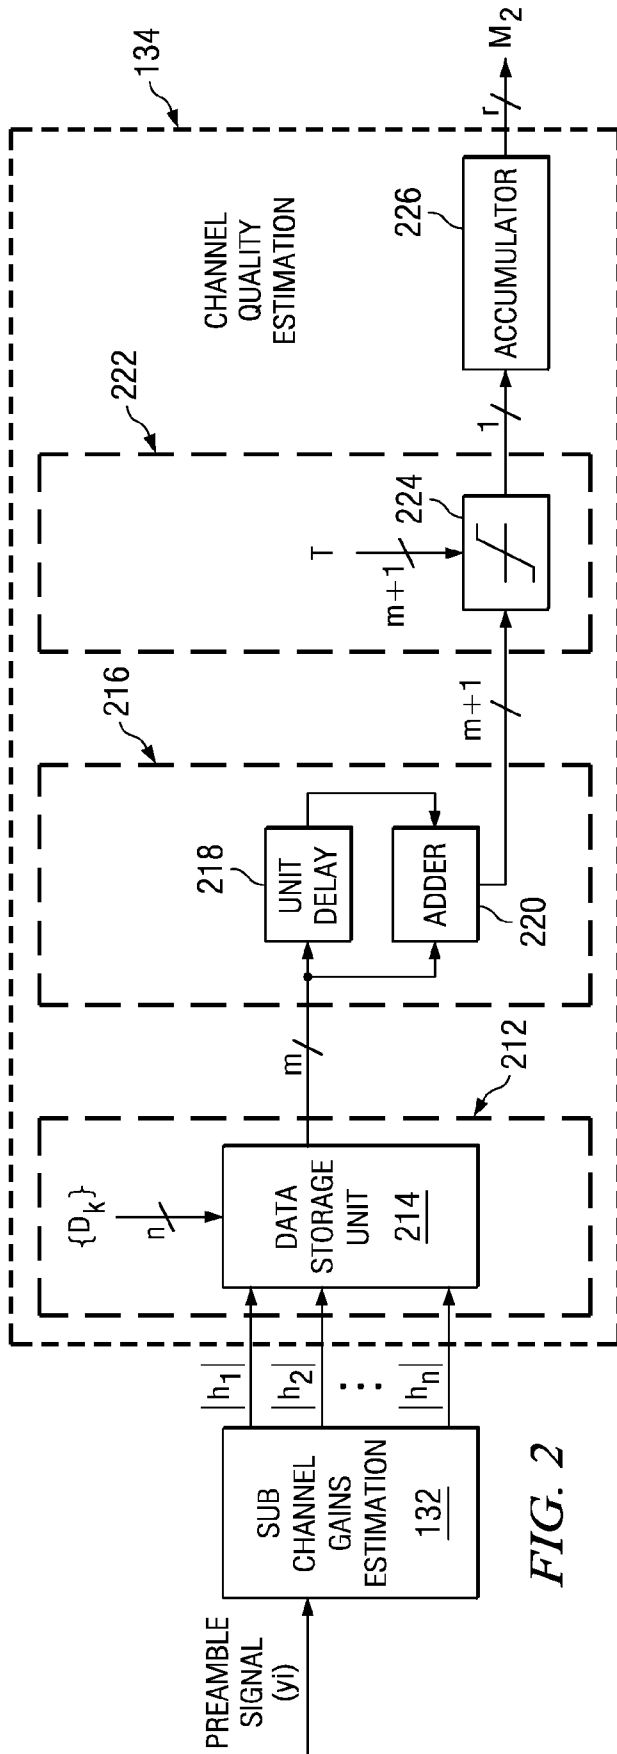 PREAMBLE
SIGNAL
(yi)
SUB
CHANNEL
GAINS
ESTIMATION
132
|h1|
|h2|
...
|hn|
{Dk}
n
DATA
STORAGE
UNIT
214
212
m
UNIT
DELAY
218
ADDER
220
216
m+1
T
m+1
224
222
1
CHANNEL
QUALITY
ESTIMATION
ACCUMULATOR
226
134
r
M2
FIG. 2